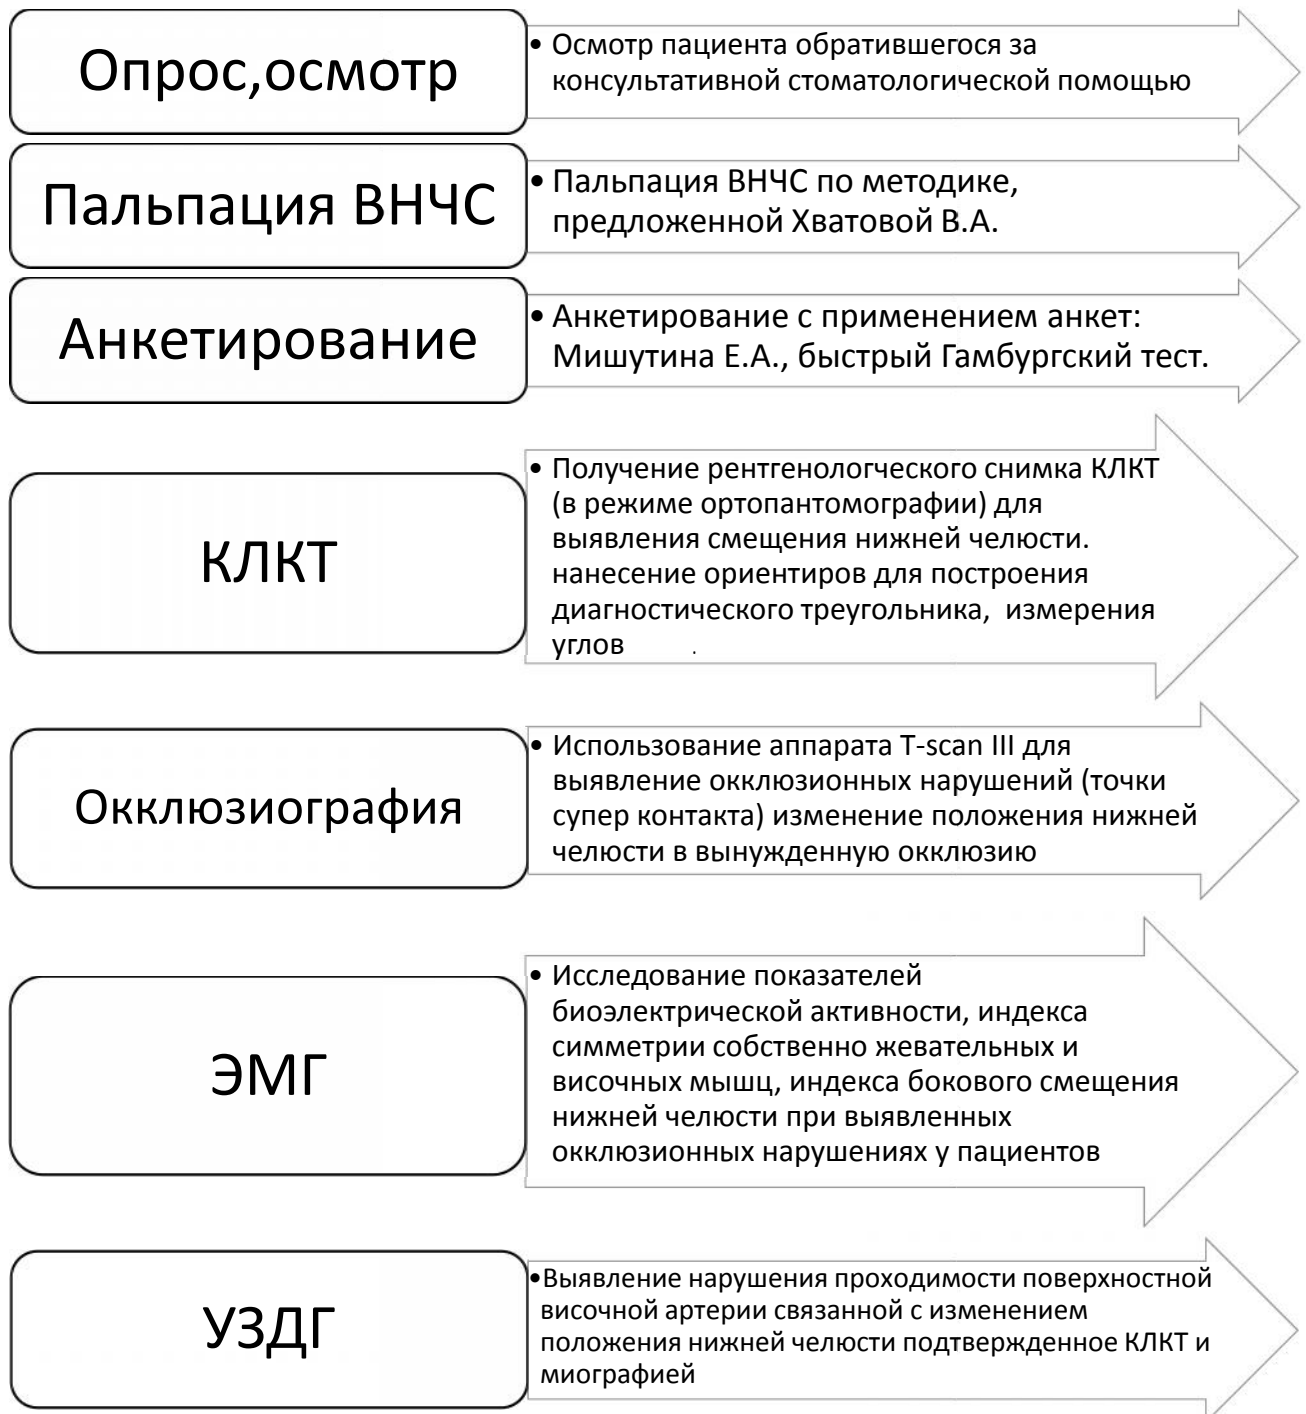 Опрос,осмотр
• Осмотр пациента обратившегося за
консультативной стоматологической помощью
Пальпация ВНЧС
• Пальпация ВНЧС по методике,
предложенной Хватовой В.А.
Анкетирование
• Анкетирование с применением анкет:
Мишутина Е.А., быстрый Гамбургский тест.
КЛКТ
• Получение рентгенологческого снимка КЛКТ
(в режиме ортопантомографии) для
выявления смещения нижней челюсти.
нанесение ориентиров для построения
диагностического треугольника, измерения
углов .
Окклюзиография
• Использование аппарата T-scan III для
выявление окклюзионных нарушений (точки
супер контакта) изменение положения нижней
челюсти в вынужденную окклюзию
ЭМГ
• Исследование показателей
биоэлектрической активности, индекса
симметрии собственно жевательных и
височных мышц, индекса бокового смещения
нижней челюсти при выявленных
окклюзионных нарушениях у пациентов
УЗДГ
•Выявление нарушения проходимости поверхностной
височной артерии связанной с изменением
положения нижней челюсти подтвержденное КЛКТ и
миографией